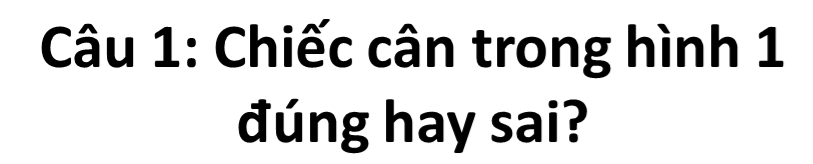 Câu 1: Chiếc cân trong hình 1
đúng hay sai?